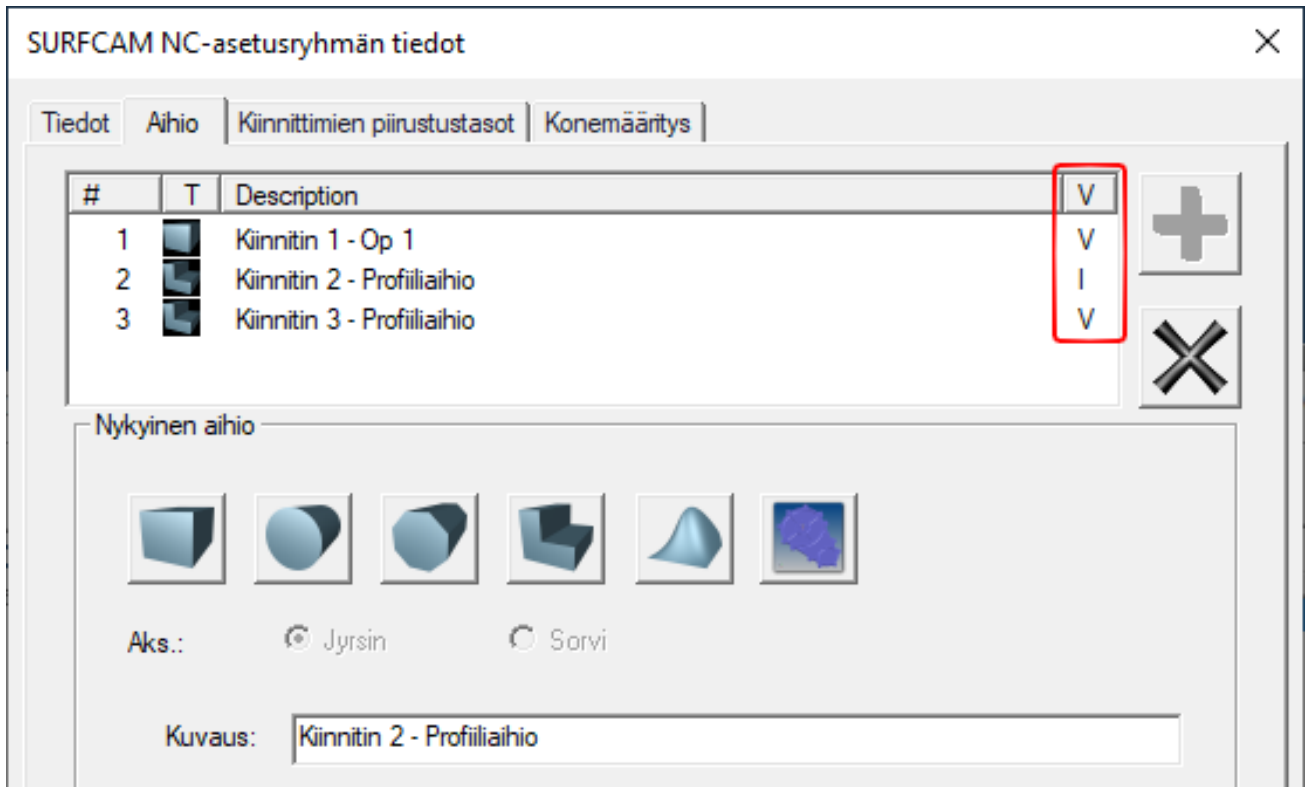 SURFCAM NC-asetusryhmän tiedot
Tiedot Aihio Kiinnittimien piirustustasot Konemääritys
# T Description V
1 Kiinnitin 1 - Op 1 V
2 Kiinnitin 2 - Profiiliaihio I
3 Kiinnitin 3 - Profiiliaihio V
Nykyinen aihio
Aks.: Jyrsin Sorvi
Kuvaus: Kiinnitin 2 - Profiiliaihio